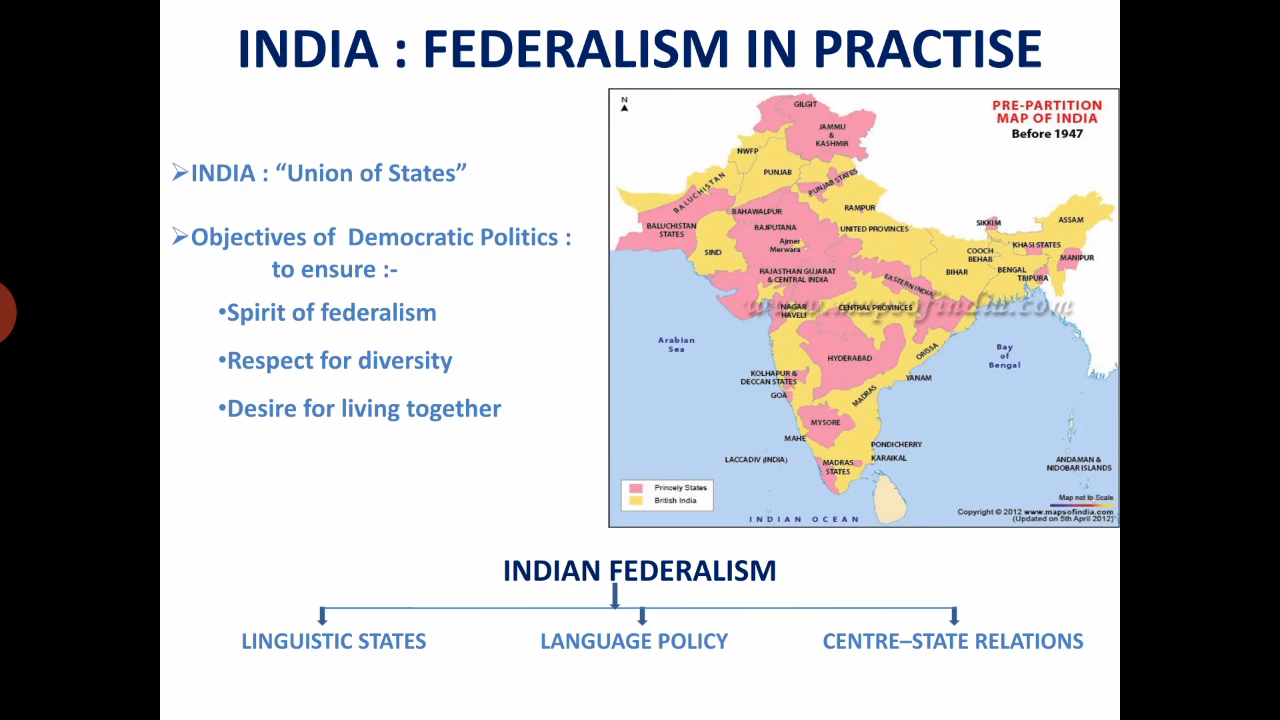 INDIA : FEDERALISM IN PRACTISE
➢INDIA : “Union of States”
➢Objectives of Democratic Politics :
to ensure :-
•Spirit of federalism
•Respect for diversity
•Desire for living together
N
PRE-PARTITION
MAP OF INDIA
Before 1947
GILGIT
JAMMU
&
KASHMIR
NWFP
PUNJAB
PUNJAB STATES
BALUCHISTAN
BALUCHISTAN
STATES
BAHAWALPUR
RAMPUR
RAJPUTANA
UNITED PROVINCES
Ajmer
Merwara
SIND
SIKKIM
ASSAM
COOCH
BEHAR
KHASI STATES
MANIPUR
BIHAR
BENGAL
TRIPURA
RAJASTHAN GUJARAT
& CENTRAL INDIA
EASTERN INDIA
NAGAR
HAVELI
CENTRAL PROVINCES
www.mapsofindia.com
Arabian
Sea
HYDERABAD
ORISSA
Bay
of
Bengal
KOLHAPUR &
DECCAN STATES
YANAM
GOA
MADRAS
MYSORE
MAHE
PONDICHERRY
LACCADIV (INDIA)
MADRAS
STATES
KARAIKAL
ANDAMAN &
NIDOBAR ISLANDS
Princely States
British India
INDIAN OCEAN
Map not to Scale
Copyright © 2012 www.mapsofindia.com
(Updated on 5th April 2012)
INDIAN FEDERALISM
LINGUISTIC STATES
LANGUAGE POLICY
CENTRE–STATE RELATIONS